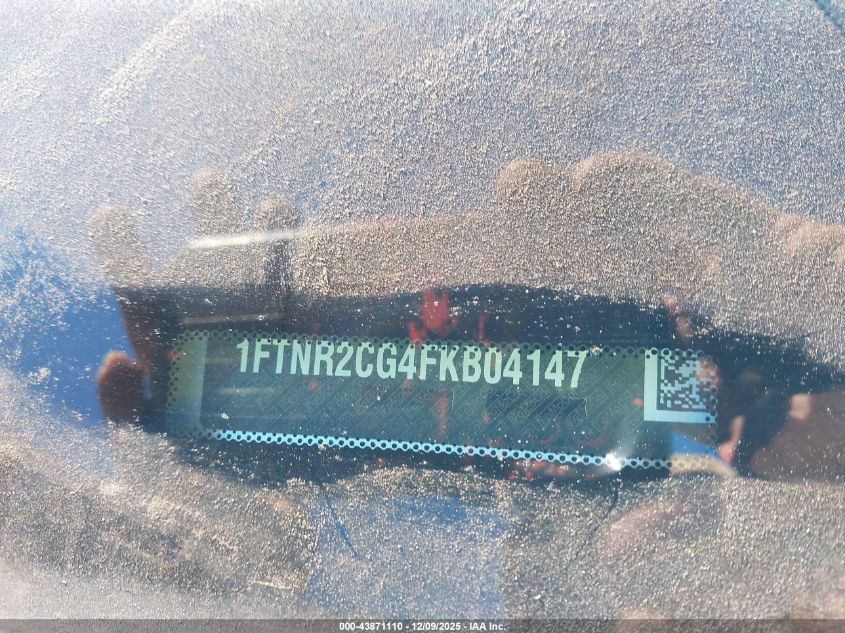 1FTNR2CG4FKB04147
000-43871110 - 12/09/2025 - IAA Inc.